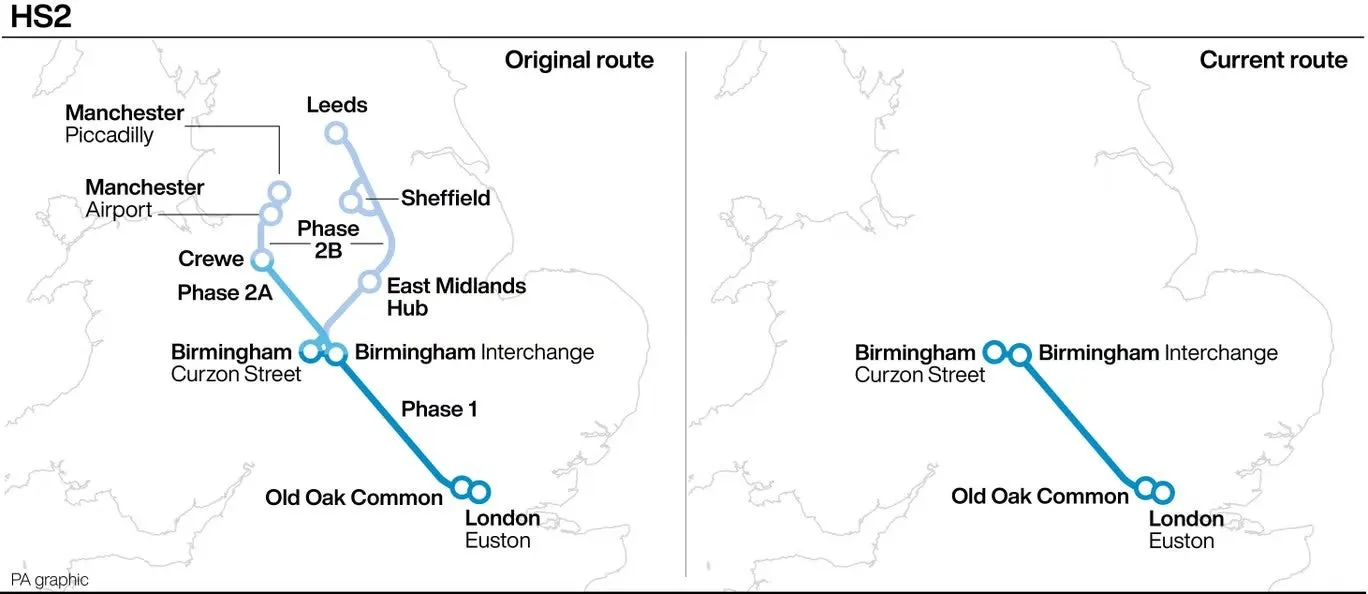 HS2
Original route
Manchester
Piccadilly
Leeds
Manchester
Airport
Sheffield
Phase
2B
Crewe
Phase 2A
East Midlands
Hub
Birmingham
Curzon Street
Birmingham Interchange
Phase 1
Old Oak Common
London
Euston
Current route
Birmingham
Curzon Street
Birmingham Interchange
Old Oak Common
London
Euston
PA graphic